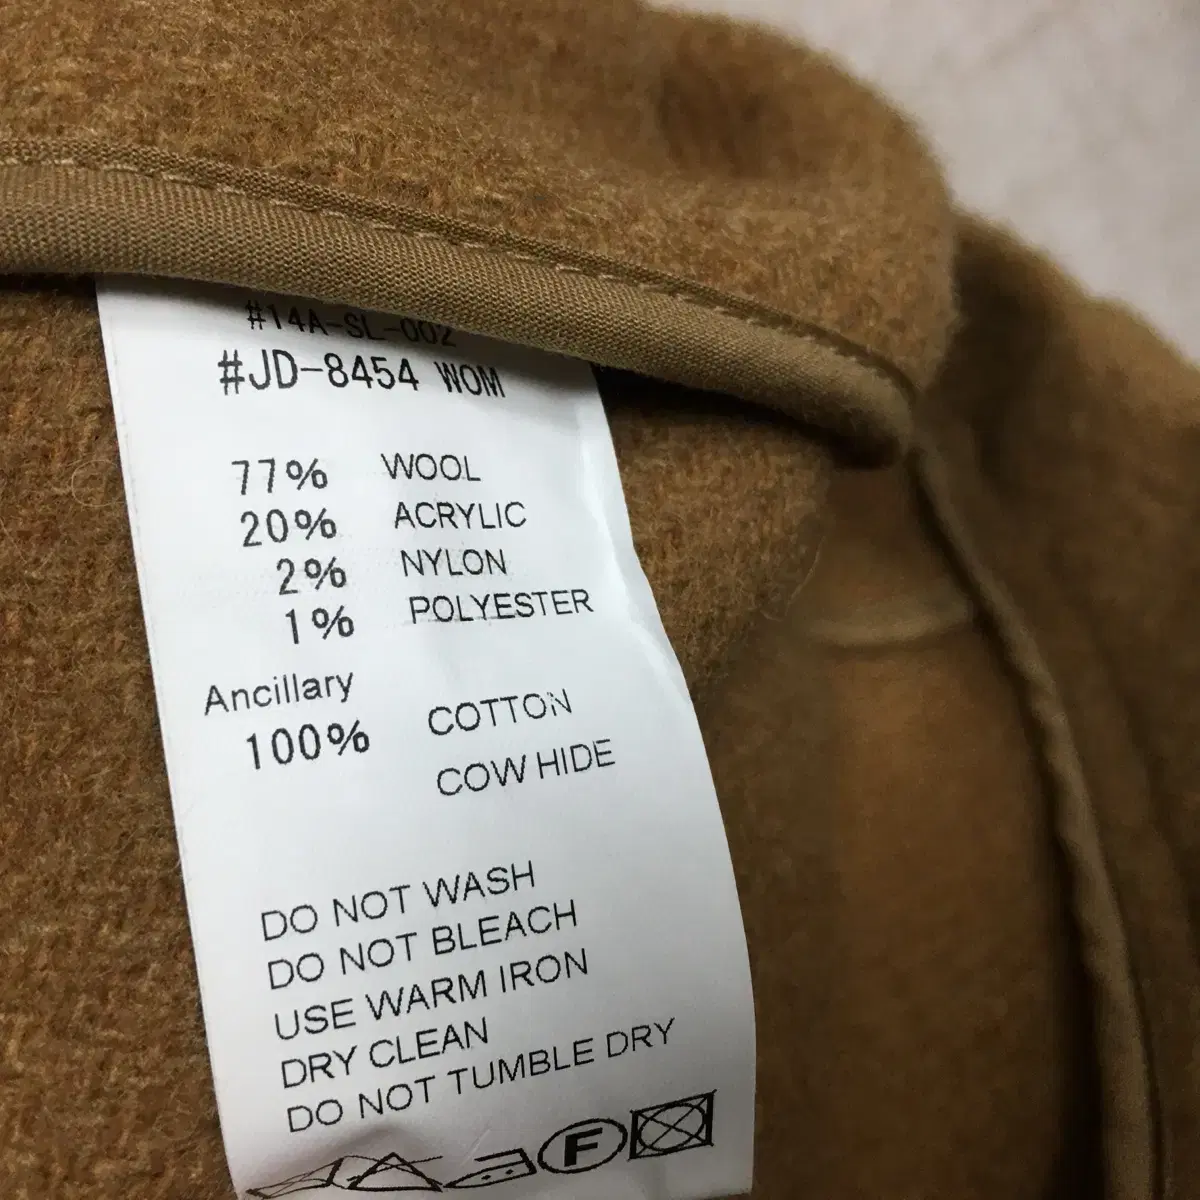 #14A-SL-002
#JD-8454 WOM
77% WOOL
20% ACRYLIC
2% NYLON
1% POLYESTER
Ancillary
100% COTTON
COW HIDE
DO NOT WASH
DO NOT BLEACH
USE WARM IRON
DRY CLEAN
DO NOT TUMBLE DRY
F